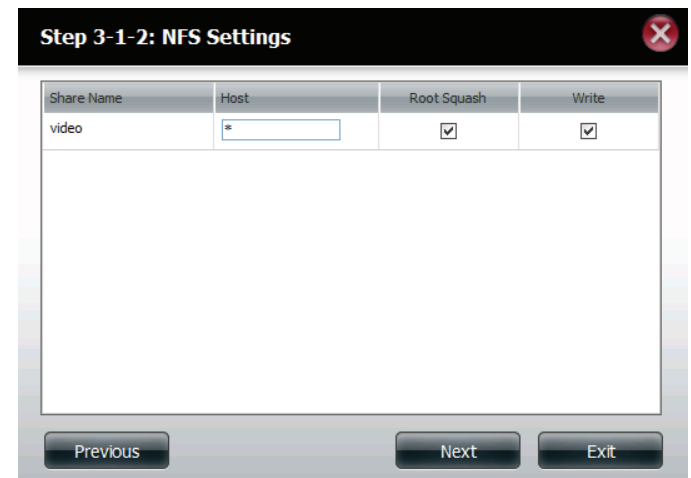 Step 3-1-2: NFS Settings
Share Name Host Root Squash Write
video *
Previous Next Exit